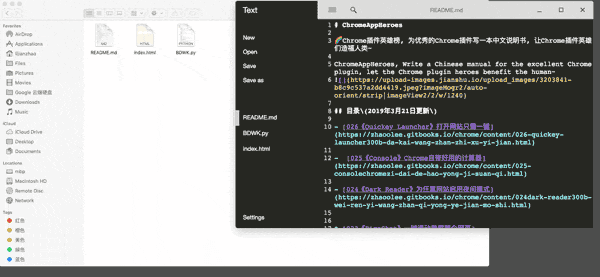 Favorites
AirDrop
Applications
Files
Pictures
Movies
Google 云端硬盘
Downloads
Music
iCloud
iCloud Drive
Desktop
Documents
Locations
mbp
Macintosh HD
Remote Disc
Network
Tags
红色
橙色
黄色
绿色
蓝色
README.md
HTML
index.html
PYTHON
BDWK.py
Text
New
Open
Save
Save as
README.md
BDWK.py
index.html
Settings
README.md
1 # ChromeAppHeroes
2
3 🌈Chrome插件英雄榜, 为优秀的Chrome插件写一本中文说明书, 让Chrome插件英雄们造福人类~
4
5 ChromeAppHeroes, Write a Chinese manual for the excellent Chrome plugin, let the Chrome plugin heroes benefit the human~
6 ![](https://upload-images.jianshu.io/upload_images/3203841-b8c9c537a2dd4419.jpeg?imageMogr2/auto-orient/strip|imageView2/2/w/1240)
7
8 ## 目录\(2019年3月21日更新\)
9
10 - [026《Quickey Launcher》打开网站只需一键](https://zhaoolee.gitbooks.io/chrome/content/026-quickey-launcher300b-da-kai-wang-zhan-zhi-xu-yi-jian.html)
11
12 - [025《Console》Chrome自带好用的计算器](https://zhaoolee.gitbooks.io/chrome/content/025-consolechromezi-dai-de-hao-yong-ji-suan-qi.html)
13
14 - [024《Dark Reader》为任意网站启用夜间模式](https://zhaoolee.gitbooks.io/chrome/content/024dark-reader300b-wei-ren-yi-wang-zhan-qi-yong-ye-jian-mo-shi.html)
15
16